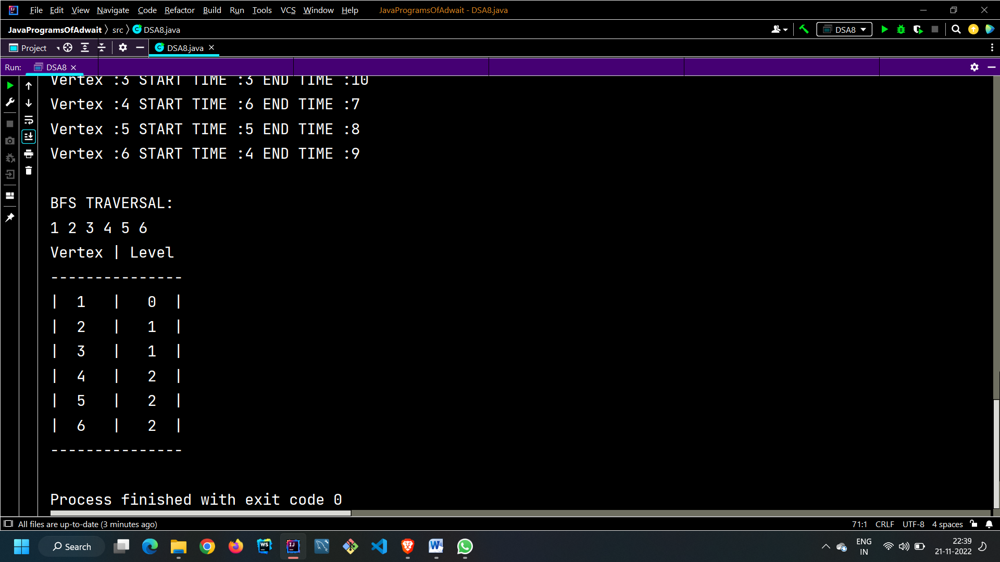 File Edit View Navigate Code Refactor Build Run Tools VCS Window Help JavaProgramsOfAdwait - DSA8.java
JavaProgramsOfAdwait 〉 src 〉 DSA8.java DSA8
Project DSA8.java
Run: DSA8
Vertex :3 START TIME :3 END TIME :10
Vertex :4 START TIME :6 END TIME :7
Vertex :5 START TIME :5 END TIME :8
Vertex :6 START TIME :4 END TIME :9
BFS TRAVERSAL:
1 2 3 4 5 6
Vertex | Level
---------------
|  1   |   0  |
|  2   |   1  |
|  3   |   1  |
|  4   |   2  |
|  5   |   2  |
|  6   |   2  |
---------------
Process finished with exit code 0
All files are up-to-date (3 minutes ago) 71:1 CRLF UTF-8 4 spaces
Search ENG 22:39
IN 21-11-2022